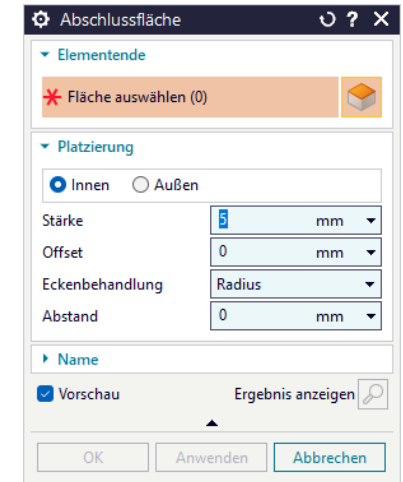 Abschlussfläche ? X
Elementende
* Fläche auswählen (0)
Platzierung
Innen Außen
Stärke 5 mm
Offset 0 mm
Eckenbehandlung Radius
Abstand 0 mm
Name
Vorschau Ergebnis anzeigen
OK Anwenden Abbrechen